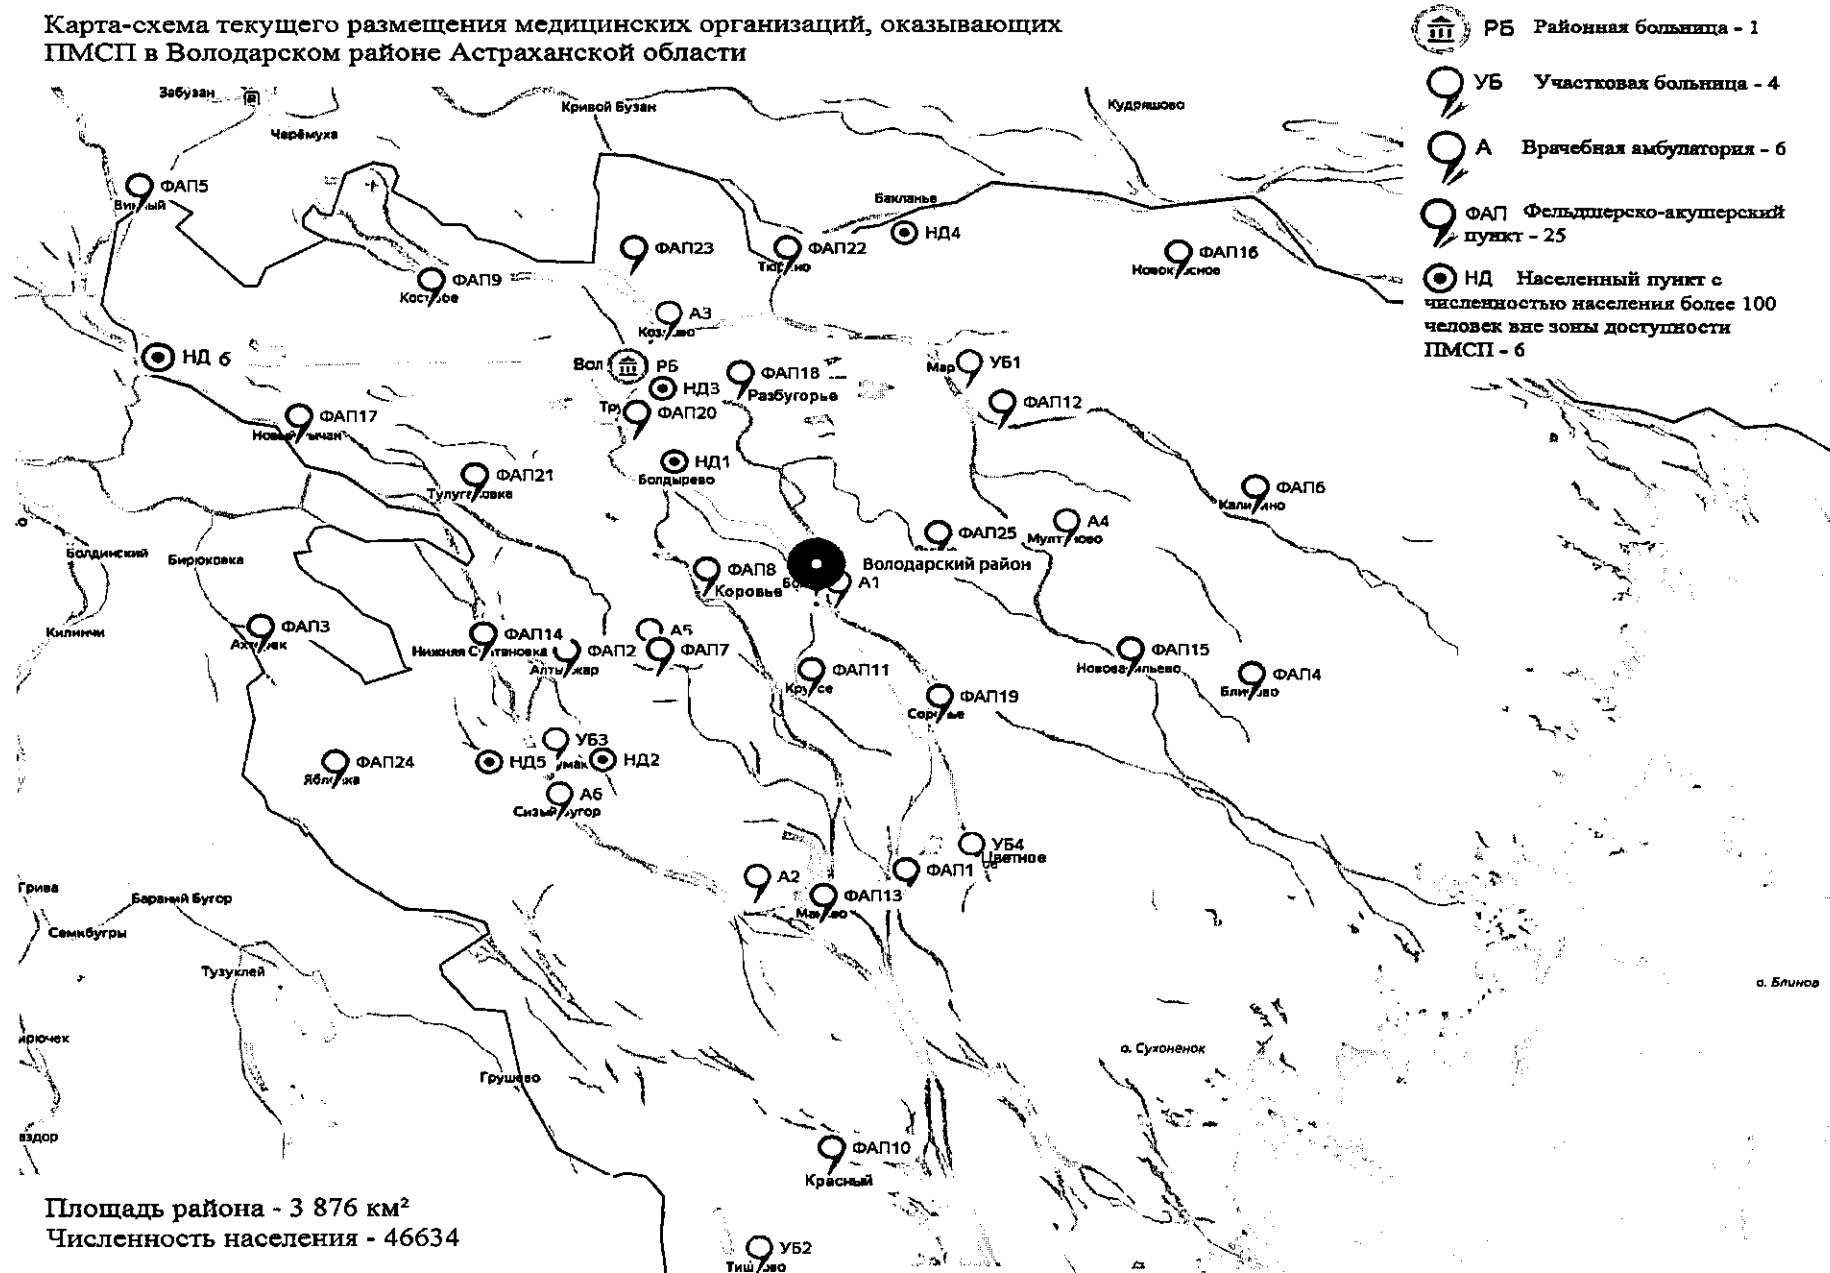 Карта-схема текущего размещения медицинских организаций, оказывающих
ПМСП в Володарском районе Астраханской области
РБ Районная больница - 1
УБ Участковая больница - 4
А Врачебная амбулатория - 6
ФАП Фельдшерско-акушерский
пункт - 25
НД Населенный пункт с
численностью населения более 100
человек вне зоны доступности
ПМСП - 6
Забузан
Черёмуха
Кривой Бузан
Кудряшово
ФАП5
Бакланье
НД4
ФАП23
ФАП22
ФАП16
ФАП9
А3
НД 6
РБ
НД3
ФАП18
Разбугорье
УБ1
ФАП12
ФАП17
ФАП20
НД1
Болдырево
ФАП21
ФАП6
ФАП25
А4
Болдинский
Бирюковка
Володарский район
ФАП8
Коровье
А1
Килинчи
ФАП3
ФАП14
Нижняя
ФАП2
А5
ФАП7
ФАП11
ФАП15
ФАП4
ФАП19
ФАП24
УБ3
НД5
НД2
А6
УБ4
Цветное
ФАП1
А2
ФАП13
Грива
Бараний Бугор
Семибугры
Тузуклей
о. Блинов
о. Сухоненок
Грушево
ФАП10
Красный
Площадь района - 3 876 км²
Численность населения - 46634
УБ2